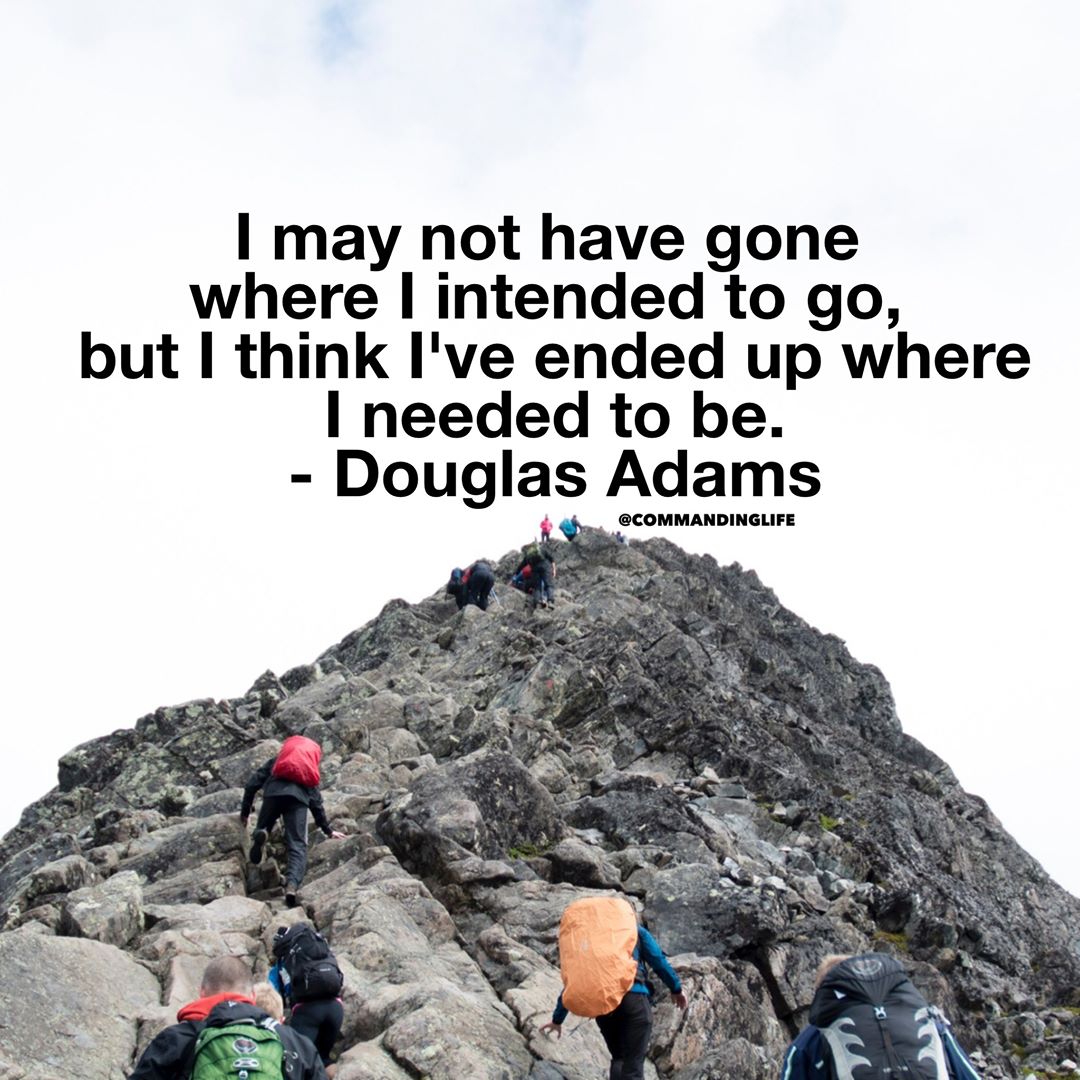 I may not have gone
where I intended to go,
but I think I've ended up where
I needed to be.
- Douglas Adams
@COMMANDINGLIFE